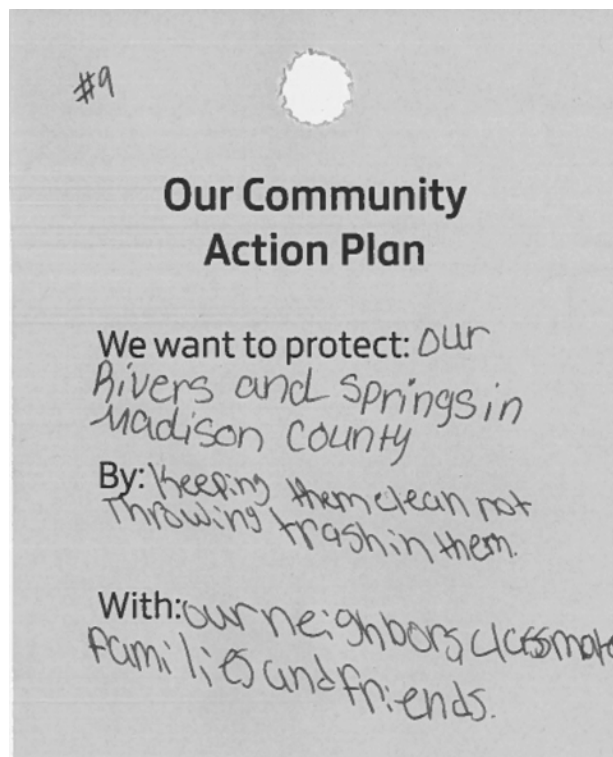 #9
Our Community
Action Plan
We want to protect: our
Rivers and springs in
Madison County
By: Keeping them clean not
Throwing trash in them.
With: our neighbors, classmate
families and friends.